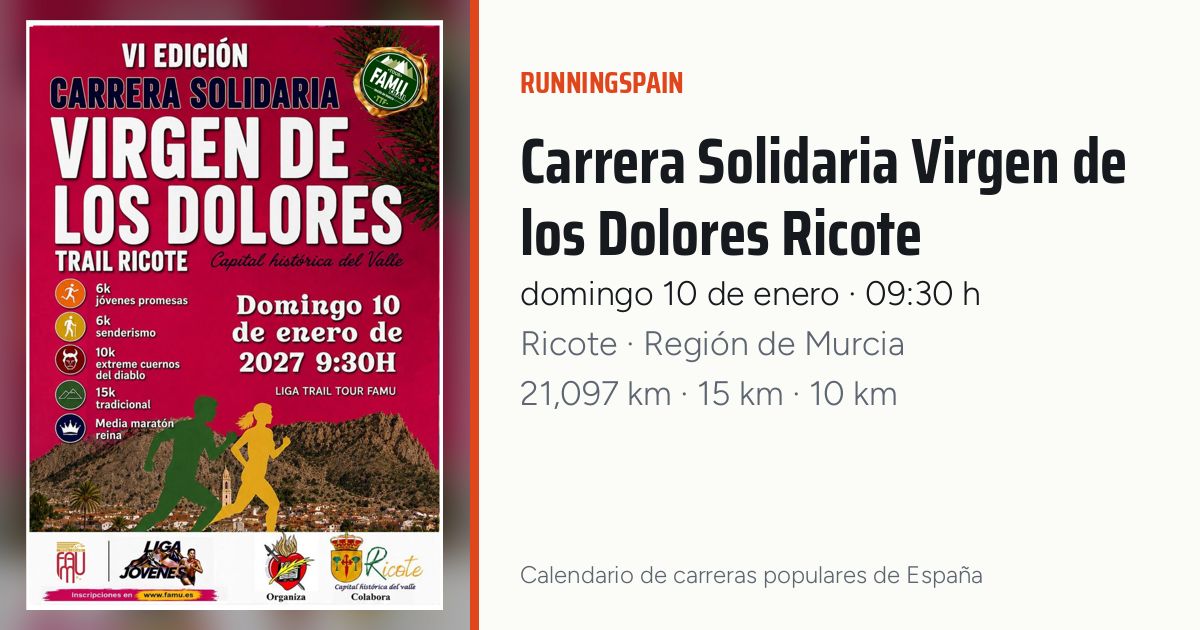 VI EDICIÓN
CARRERA SOLIDARIA
VIRGEN DE
LOS DOLORES
TRAIL RICOTE
Capital histórica del Valle
FAMU
6k
jóvenes promesas
6k
senderismo
10k
extreme cuernos
del diablo
15k
tradicional
Media maratón
reina
Domingo 10
de enero de
2027 9:30H
LIGA TRAIL TOUR FAMU
FAUM
LIGA
JÓVENES
Inscripciones en www.famu.es
Organiza
Ricote
Capital histórica del valle
Colabora
RUNNINGSPAIN
Carrera Solidaria Virgen de
los Dolores Ricote
domingo 10 de enero · 09:30 h
Ricote · Región de Murcia
21,097 km · 15 km · 10 km
Calendario de carreras populares de España